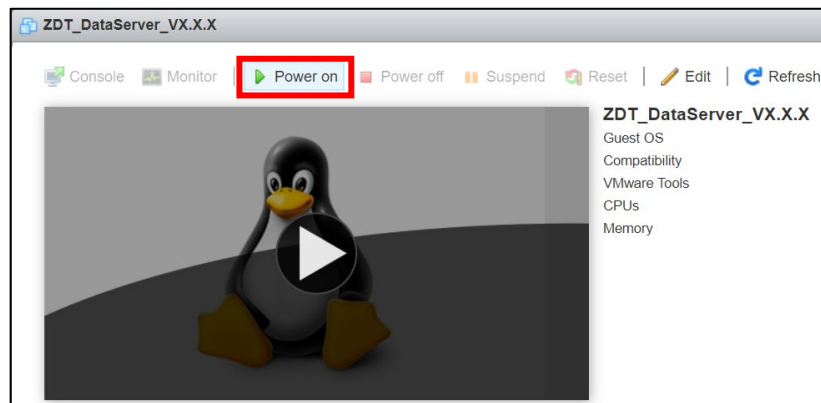 ZDT_DataServer_VX.X.X
Console Monitor Power on Power off Suspend Reset Edit Refresh
ZDT_DataServer_VX.X.X
Guest OS
Compatibility
VMware Tools
CPUs
Memory